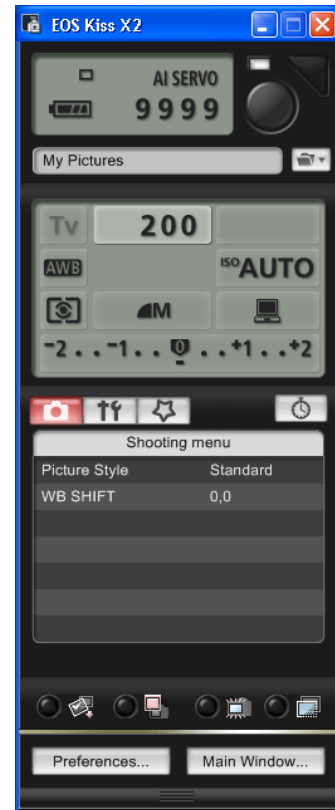 EOS Kiss X2
AI SERVO
9999
My Pictures
Tv 200
AWB ISO AUTO
M
-2..-1..0..+1..+2
Shooting menu
Picture Style Standard
WB SHIFT 0,0
Preferences... Main Window...